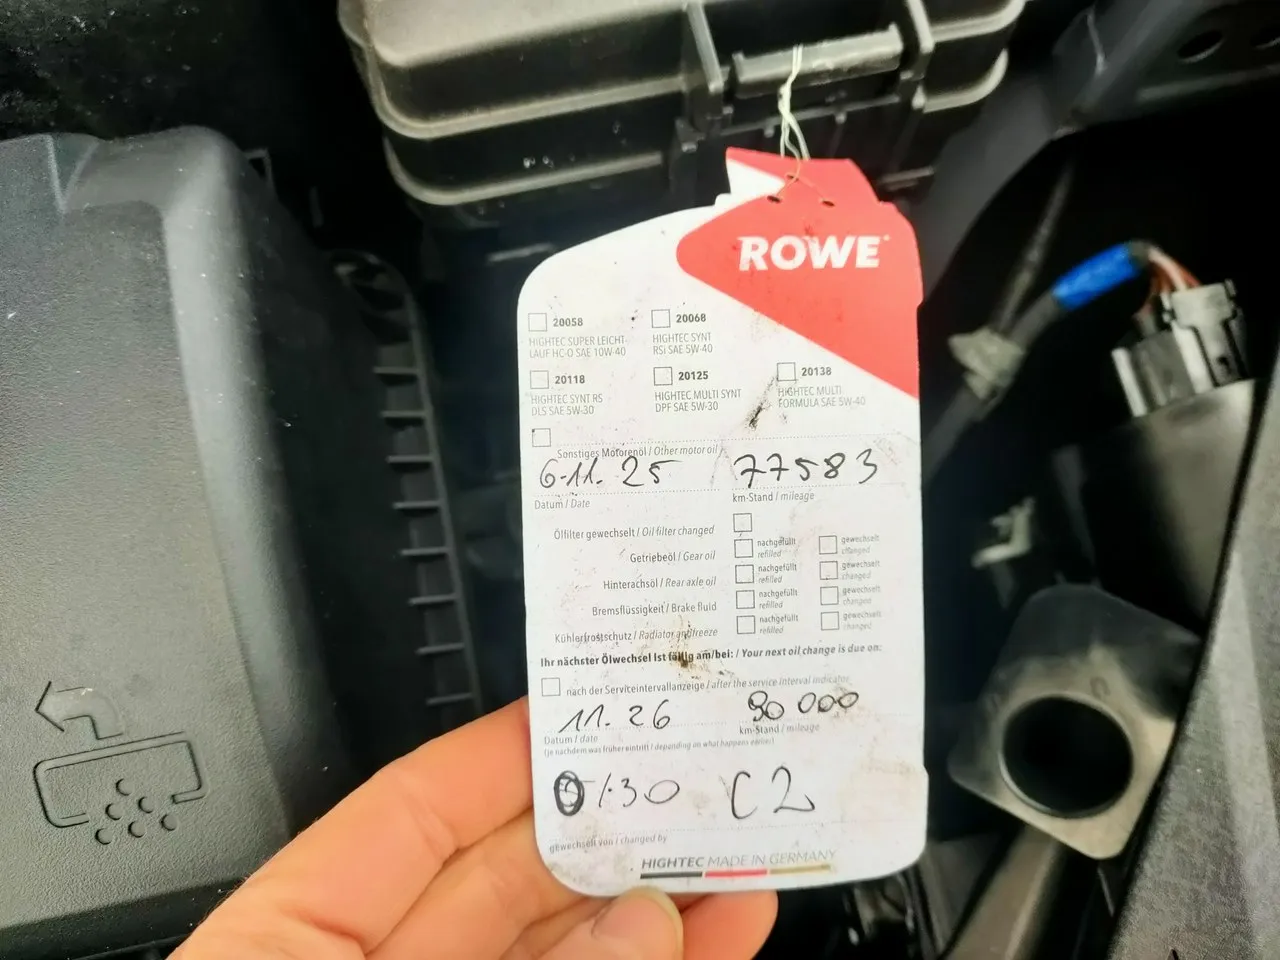 ROWE
20058
HIGHTEC SUPER LEICHT-
LAUF HC-O SAE 10W-40
20068
HIGHTEC SYNT
RSi SAE 5W-40
20118
HIGHTEC SYNT RS
DLS SAE 5W-30
20125
HIGHTEC MULTI SYNT
DPF SAE 5W-30
20138
HIGHTEC MULTI
FORMULA SAE 5W-40
Sonstiges Motorenöl / Other motor oil
6.11.25 77583
Datum / Date km-Stand / mileage
Ölfilter gewechselt / Oil filter changed
Getriebeöl / Gear oil nachgefüllt gewechselt
refilled changed
Hinterachsöl / Rear axle oil nachgefüllt gewechselt
refilled changed
Bremsflüssigkeit / Brake fluid nachgefüllt gewechselt
refilled changed
Kühlerfrostschutz / Radiator antifreeze nachgefüllt gewechselt
refilled changed
Ihr nächster Ölwechsel ist fällig am/bei: / Your next oil change is due on:
nach der Serviceintervallanzeige / after the service interval indicator
11.26 90 000
Datum / date km-Stand / mileage
(je nachdem was früher eintrifft / depending on what happens earlier)
0/30 C2
gewechselt von / changed by
HIGHTEC MADE IN GERMANY